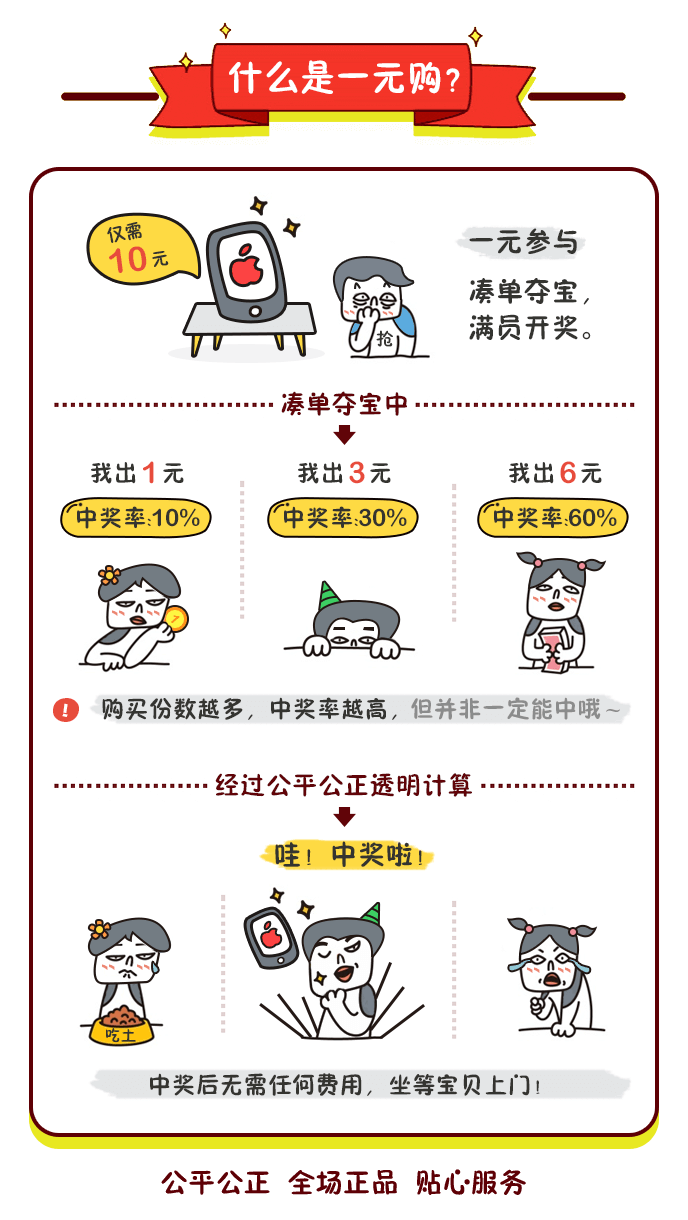 什么是一元购?
仅需
10元
一元参与
凑单夺宝,
满员开奖。
抢
凑单夺宝中
我出1元
我出3元
我出6元
中奖率:10%
中奖率:30%
中奖率:60%
1
! 购买份数越多, 中奖率越高, 但并非一定能中哦~
经过公平公正透明计算
哇! 中奖啦!
吃土
中奖后无需任何费用, 坐等宝贝上门!
公平公正 全场正品 贴心服务